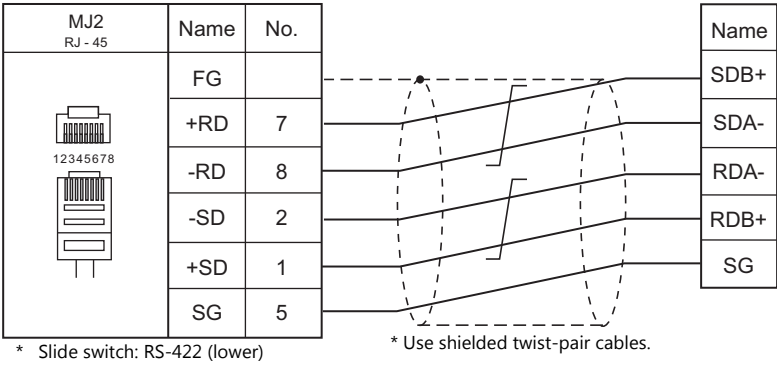 MJ2 Name No. Name
RJ - 45
FG SDB+
+RD 7 SDA-
12345678
-RD 8 RDA-
-SD 2 RDB+
+SD 1 SG
SG 5
* Slide switch: RS-422 (lower)
* Use shielded twist-pair cables.